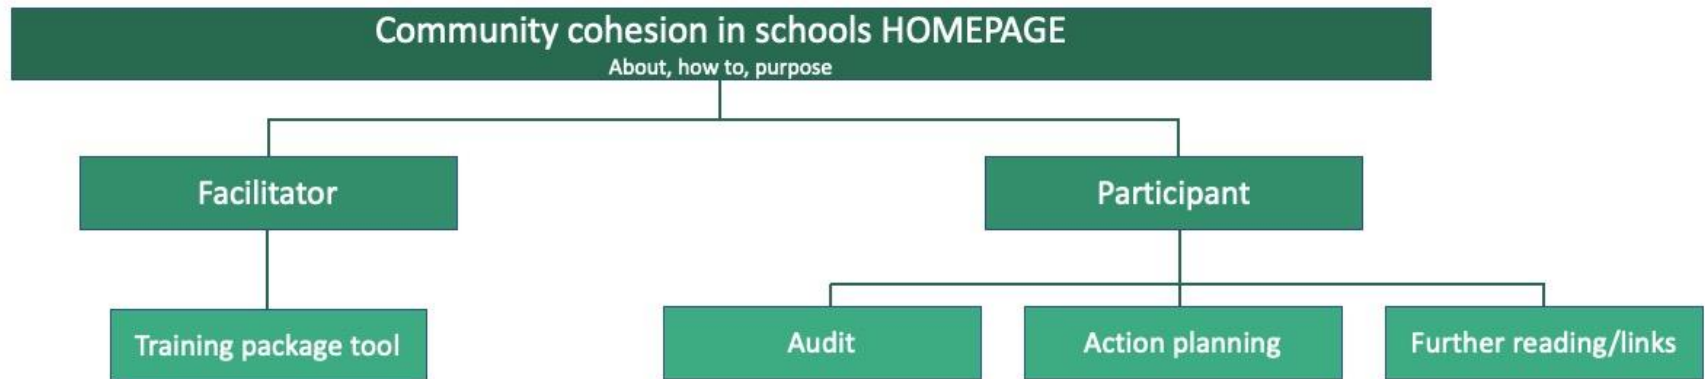 Community cohesion in schools HOMEPAGE
About, how to, purpose
Facilitator
Participant
Training package tool
Audit
Action planning
Further reading/links